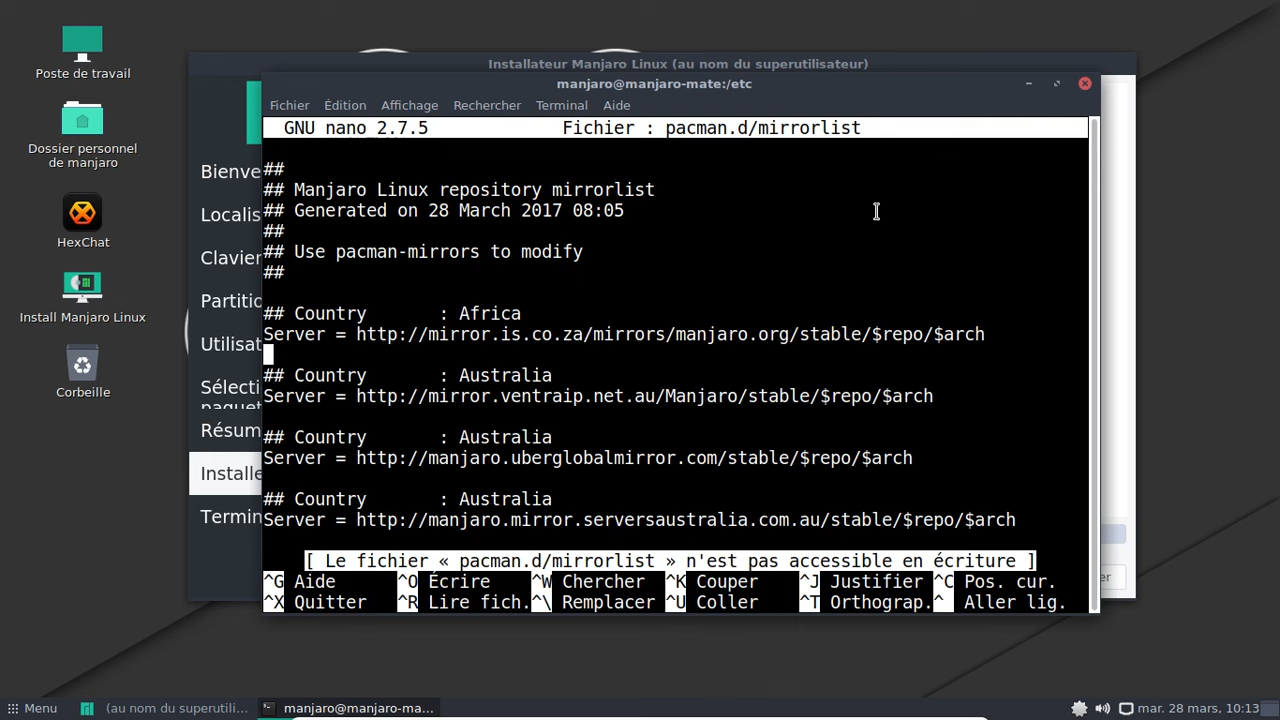 Poste de travail
Dossier personnel
de manjaro
HexChat
Install Manjaro Linux
Corbeille
Installateur Manjaro Linux (au nom du superutilisateur)
Bienve
Localis
Clavier
Partitio
Utilisat
Sélecti
paquet
Résum
Installe
Termin
er
manjaro@manjaro-mate:/etc
Fichier Édition Affichage Rechercher Terminal Aide
GNU nano 2.7.5 Fichier : pacman.d/mirrorlist
##
## Manjaro Linux repository mirrorlist
## Generated on 28 March 2017 08:05
##
## Use pacman-mirrors to modify
##
## Country : Africa
Server = http://mirror.is.co.za/mirrors/manjaro.org/stable/$repo/$arch
## Country : Australia
Server = http://mirror.ventraip.net.au/Manjaro/stable/$repo/$arch
## Country : Australia
Server = http://manjaro.uberglobalmirror.com/stable/$repo/$arch
## Country : Australia
Server = http://manjaro.mirror.serversaustralia.com.au/stable/$repo/$arch
[ Le fichier « pacman.d/mirrorlist » n'est pas accessible en écriture ]
^G Aide ^O Écrire ^W Chercher ^K Couper ^J Justifier ^C Pos. cur.
^X Quitter ^R Lire fich. ^\ Remplacer ^U Coller ^T Orthograp. ^ Aller lig.
Menu (au nom du superutili... manjaro@manjaro-ma... mar. 28 mars, 10:13